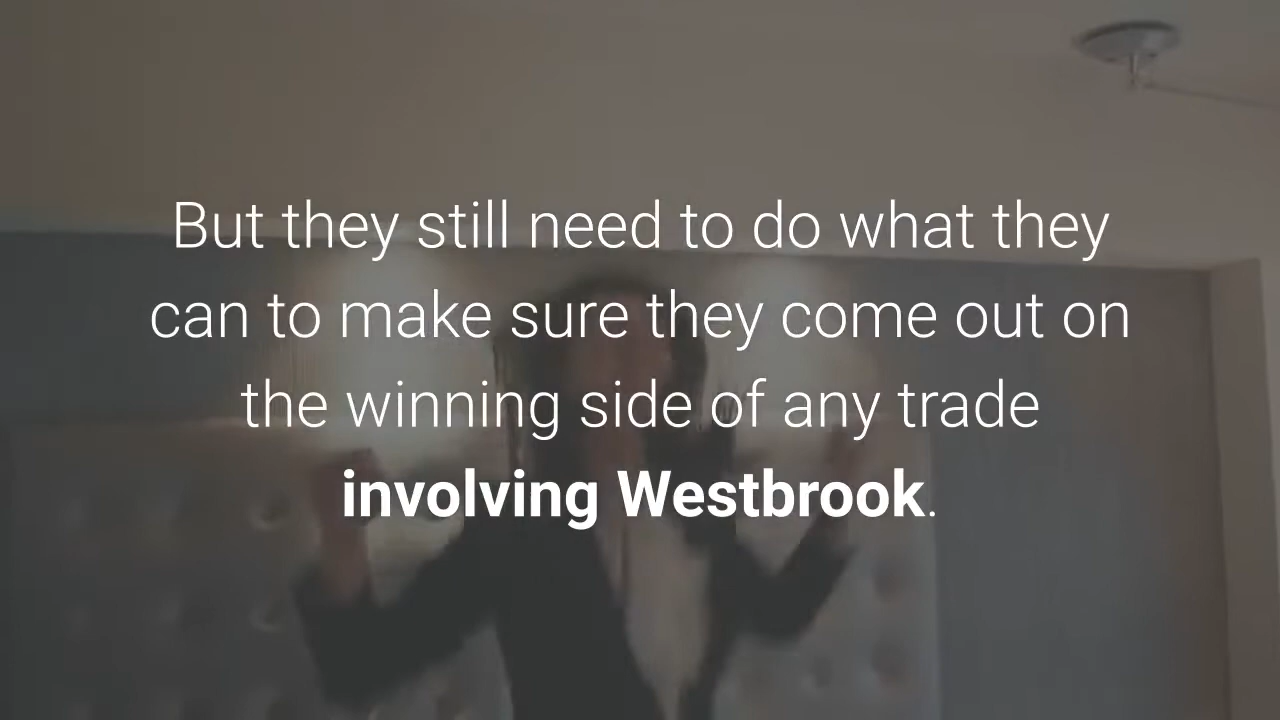 But they still need to do what they
can to make sure they come out on
the winning side of any trade
involving Westbrook.